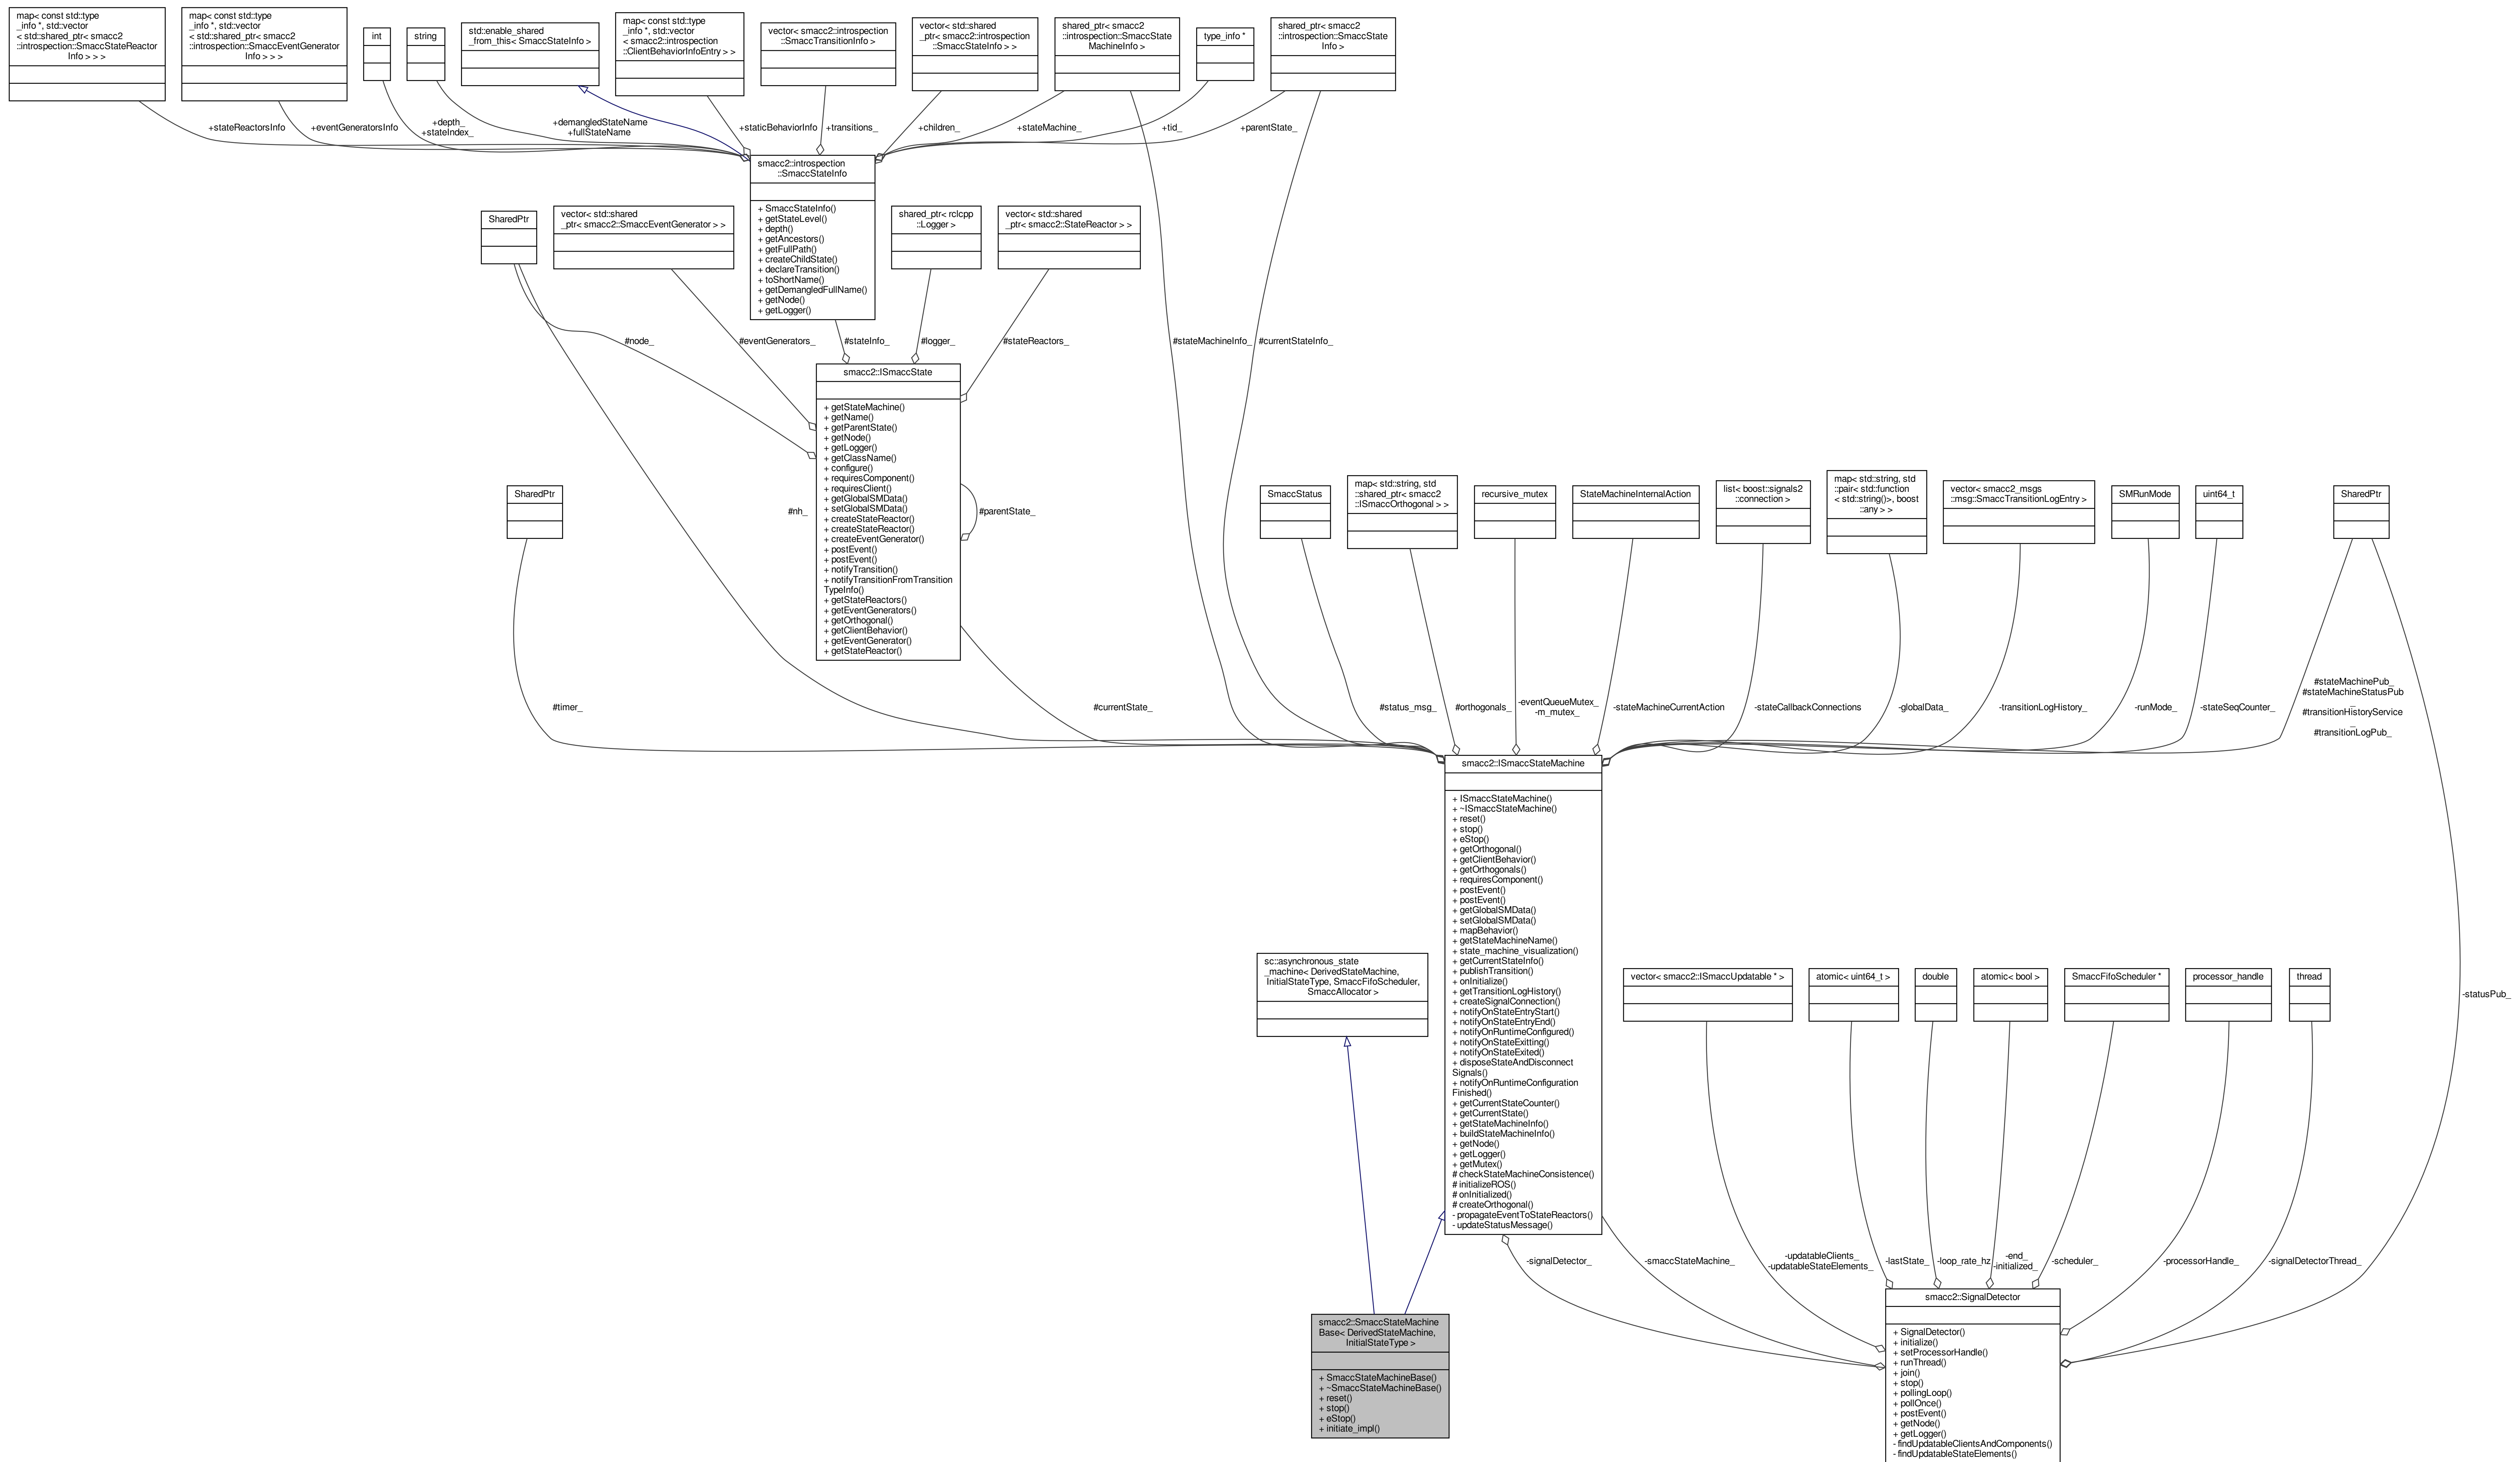 map< const std::type
_info *, std::vector
< std::shared_ptr< smacc2
::introspection::SmaccStateReactor
Info > > >
map< const std::type
_info *, std::vector
< std::shared_ptr< smacc2
::introspection::SmaccEventGenerator
Info > > >
int
string
std::enable_shared
_from_this< SmaccStateInfo >
map< const std::type
_info *, std::vector
< smacc2::introspection
::ClientBehaviorInfoEntry > >
vector< smacc2::introspection
::SmaccTransitionInfo >
vector< std::shared
_ptr< smacc2::introspection
::SmaccStateInfo > >
shared_ptr< smacc2
::introspection::SmaccState
MachineInfo >
type_info *
shared_ptr< smacc2
::introspection::SmaccState
Info >
+stateReactorsInfo
+eventGeneratorsInfo
+depth_
+stateIndex_
+demangledStateName
+fullStateName
+staticBehaviorInfo
+transitions_
+children_
+stateMachine_
+tid_
+parentState_
smacc2::introspection
::SmaccStateInfo
+ SmaccStateInfo()
+ getStateLevel()
+ depth()
+ getAncestors()
+ getFullPath()
+ createChildState()
+ declareTransition()
+ toShortName()
+ getDemangledFullName()
+ getNode()
+ getLogger()
SharedPtr
vector< std::shared
_ptr< smacc2::SmaccEventGenerator > >
shared_ptr< rclcpp
::Logger >
vector< std::shared
_ptr< smacc2::StateReactor > >
#node_
#eventGenerators_
#stateInfo_
#logger_
#stateReactors_
#stateMachineInfo_
#currentStateInfo_
smacc2::ISmaccState
+ getStateMachine()
+ getName()
+ getParentState()
+ getNode()
+ getLogger()
+ getClassName()
+ configure()
+ requiresComponent()
+ requiresClient()
+ getGlobalSMData()
+ setGlobalSMData()
+ createStateReactor()
+ createStateReactor()
+ createEventGenerator()
+ postEvent()
+ postEvent()
+ notifyTransition()
+ notifyTransitionFromTransition
TypeInfo()
+ getStateReactors()
+ getEventGenerators()
+ getOrthogonal()
+ getClientBehavior()
+ getEventGenerator()
+ getStateReactor()
#parentState_
#nh_
SharedPtr
SmaccStatus
map< std::string, std
::shared_ptr< smacc2
::ISmaccOrthogonal > >
recursive_mutex
StateMachineInternalAction
list< boost::signals2
::connection >
map< std::string, std
::pair< std::function
< std::string()>, boost
::any > >
vector< smacc2_msgs
::msg::SmaccTransitionLogEntry >
SMRunMode
uint64_t
SharedPtr
#timer_
#currentState_
#status_msg_
#orthogonals_
-eventQueueMutex_
-m_mutex_
-stateMachineCurrentAction
-stateCallbackConnections
-globalData_
-transitionLogHistory_
-runMode_
-stateSeqCounter_
#stateMachinePub_
#stateMachineStatusPub
_
#transitionHistoryService
_
#transitionLogPub_
smacc2::ISmaccStateMachine
+ ISmaccStateMachine()
+ ~ISmaccStateMachine()
+ reset()
+ stop()
+ eStop()
+ getOrthogonal()
+ getClientBehavior()
+ getOrthogonals()
+ requiresComponent()
+ postEvent()
+ postEvent()
+ getGlobalSMData()
+ setGlobalSMData()
+ mapBehavior()
+ getStateMachineName()
+ state_machine_visualization()
+ getCurrentStateInfo()
+ publishTransition()
+ onInitialize()
+ getTransitionLogHistory()
+ createSignalConnection()
+ notifyOnStateEntryStart()
+ notifyOnStateEntryEnd()
+ notifyOnRuntimeConfigured()
+ notifyOnStateExitting()
+ notifyOnStateExited()
+ disposeStateAndDisconnect
Signals()
+ notifyOnRuntimeConfiguration
Finished()
+ getCurrentStateCounter()
+ getCurrentState()
+ getStateMachineInfo()
+ buildStateMachineInfo()
+ getNode()
+ getLogger()
+ getMutex()
# checkStateMachineConsistence()
# initializeROS()
# onInitialized()
# createOrthogonal()
- propagateEventToStateReactors()
- updateStatusMessage()
sc::asynchronous_state
_machine< DerivedStateMachine,
InitialStateType, SmaccFifoScheduler,
SmaccAllocator >
vector< smacc2::ISmaccUpdatable * >
atomic< uint64_t >
double
atomic< bool >
SmaccFifoScheduler *
processor_handle
thread
-statusPub_
-signalDetector_
-smaccStateMachine_
-updatableClients_
-updatableStateElements_
-lastState_
-loop_rate_hz
-end_
-initialized_
-scheduler_
-processorHandle_
-signalDetectorThread_
smacc2::SmaccStateMachine
Base< DerivedStateMachine,
InitialStateType >
+ SmaccStateMachineBase()
+ ~SmaccStateMachineBase()
+ reset()
+ stop()
+ eStop()
+ initiate_impl()
smacc2::SignalDetector
+ SignalDetector()
+ initialize()
+ setProcessorHandle()
+ runThread()
+ join()
+ stop()
+ pollingLoop()
+ pollOnce()
+ postEvent()
+ getNode()
+ getLogger()
- findUpdatableClientsAndComponents()
- findUpdatableStateElements()